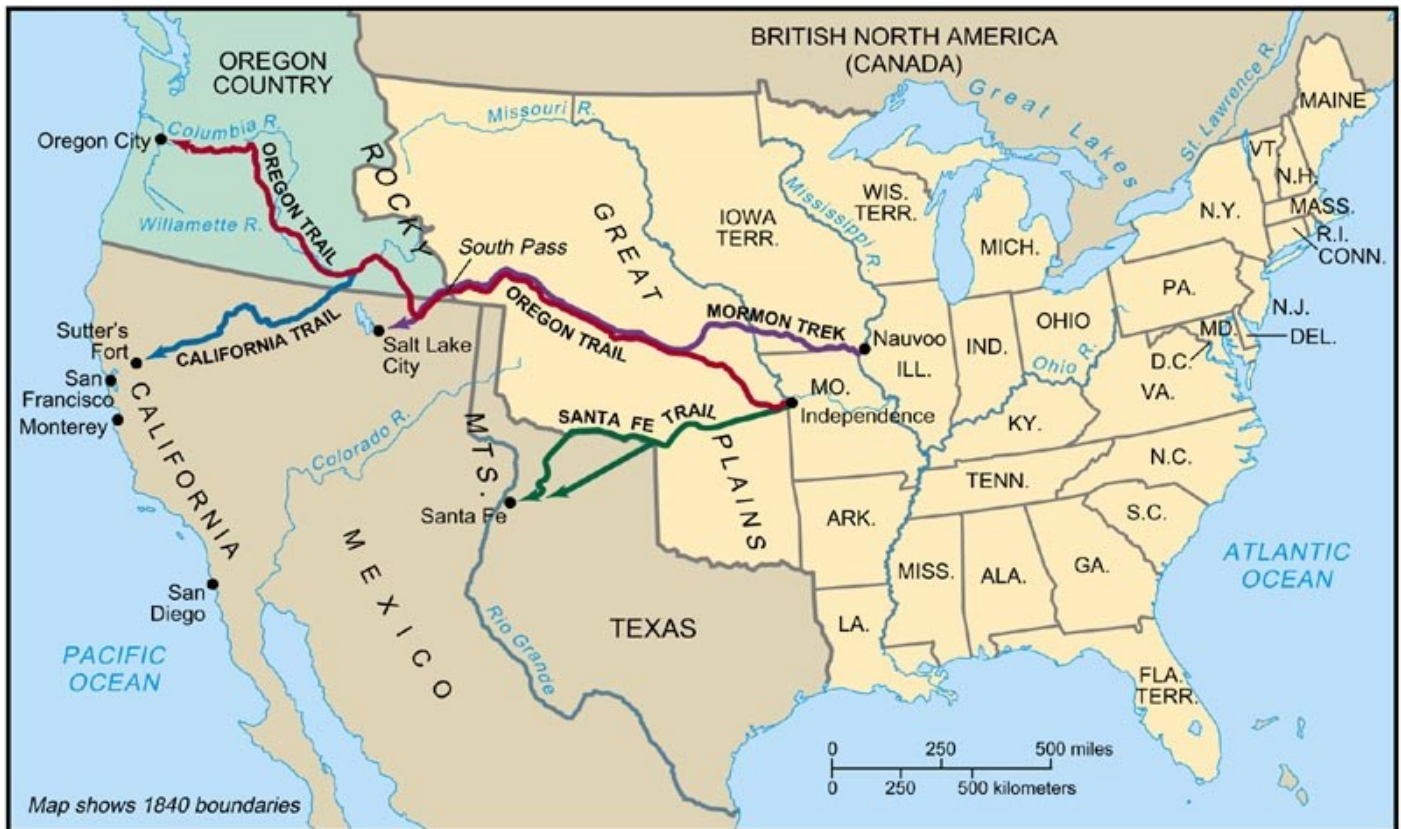 BRITISH NORTH AMERICA
(CANADA)
OREGON
COUNTRY
Great Lakes
St. Lawrence R.
MAINE
Missouri R.
Oregon City
Columbia R.
OREGON TRAIL
ROCKY
VT.
N.H.
Mississippi R.
WIS.
TERR.
MASS.
N.Y.
R.I.
CONN.
Willamette R.
GREAT
IOWA
TERR.
MICH.
South Pass
PA.
N.J.
OREGON TRAIL
MORMON TREK
Nauvoo
OHIO
MD.
DEL.
Sutter's
Fort
CALIFORNIA TRAIL
Salt Lake
City
ILL.
IND.
Ohio R.
D.C.
VA.
San
Francisco
Monterey
CALIFORNIA
MO.
Independence
Colorado R.
MTS.
SANTA FE TRAIL
PLAINS
KY.
N.C.
TENN.
Santa Fe
ARK.
S.C.
MEXICO
MISS.
ALA.
GA.
ATLANTIC
OCEAN
San
Diego
Rio Grande
TEXAS
LA.
PACIFIC
OCEAN
FLA.
TERR.
0 250 500 miles
0 250 500 kilometers
Map shows 1840 boundaries